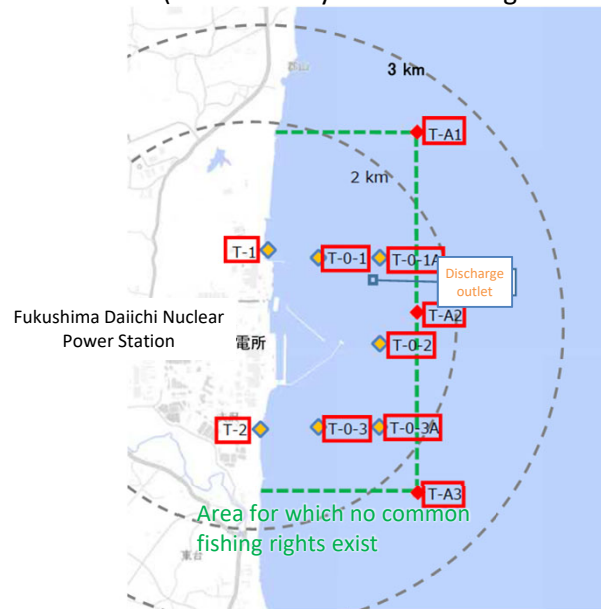 3 km
T-A1
2 km
T-1
T-0-1
T-0-1A
Discharge
outlet
T-A2
Fukushima Daiichi Nuclear
Power Station
電所
T-0-2
T-2
T-0-3
T-0-3A
T-A3
Area for which no common
fishing rights exist